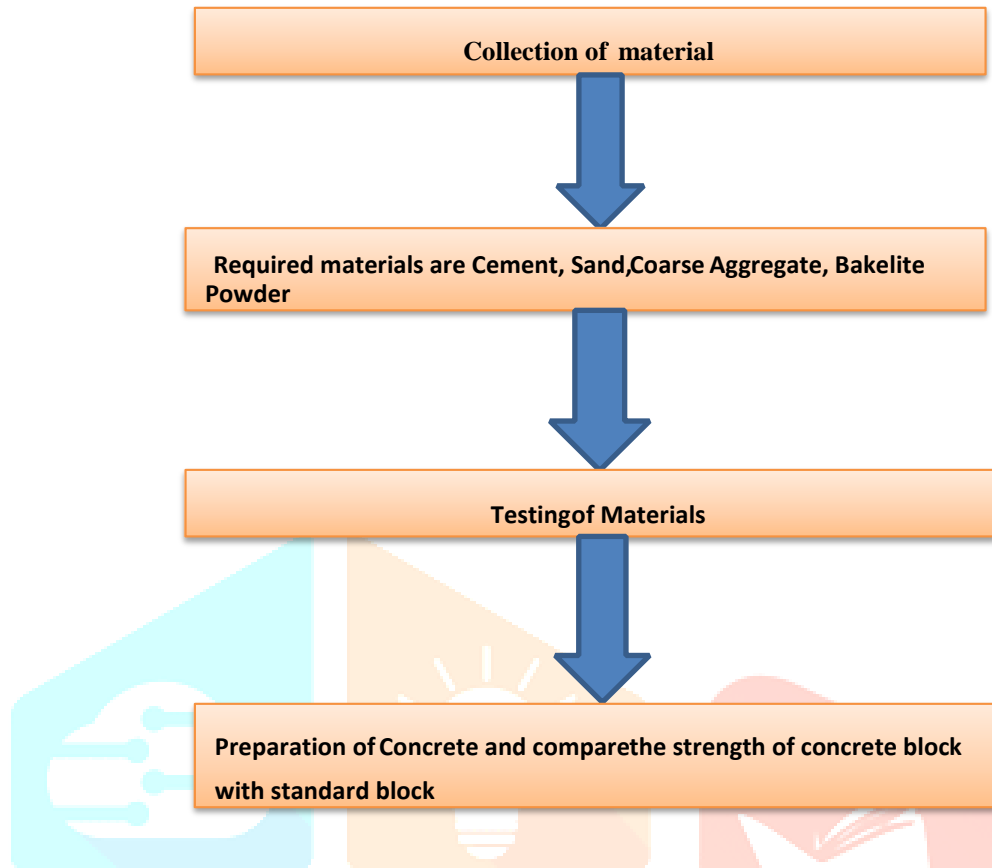 Collection of material
Required materials are Cement, Sand,Coarse Aggregate, Bakelite
Powder
Testingof Materials
Preparation of Concrete and comparethe strength of concrete block
with standard block